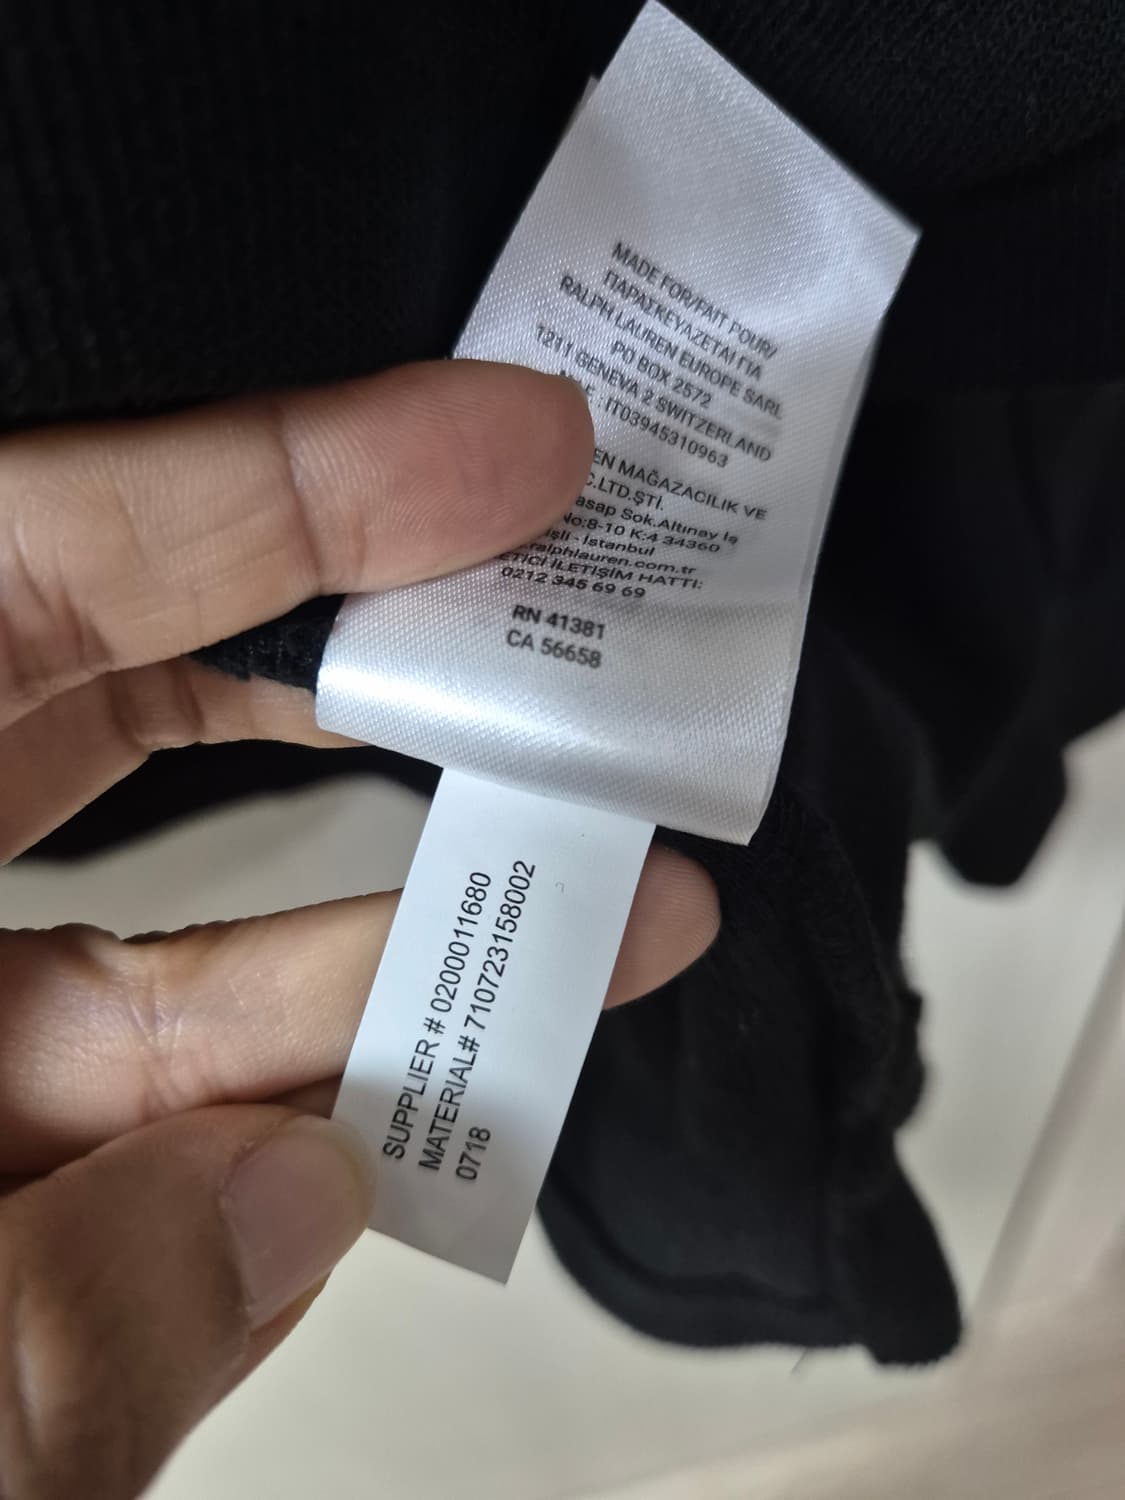 MADE FOR/FAIT POUR/
ΠΑΡΑΣΚΕΥΑΖΕΤΑΙ ΓΙΑ
RALPH LAUREN EUROPE SARL
PO BOX 2572
1211 GENEVA 2 SWITZERLAND
IT03945310963
EN MAĞAZACILIK VE
C.LTD.ŞTİ.
asap Sok.Altınay İş
No:8-10 K:4 34360
işli - İstanbul
.ralphlauren.com.tr
ETİCİ İLETİŞİM HATTI:
0212 345 69 69
RN 41381
CA 56658
SUPPLIER # 0200011680
MATERIAL# 710723158002
0718